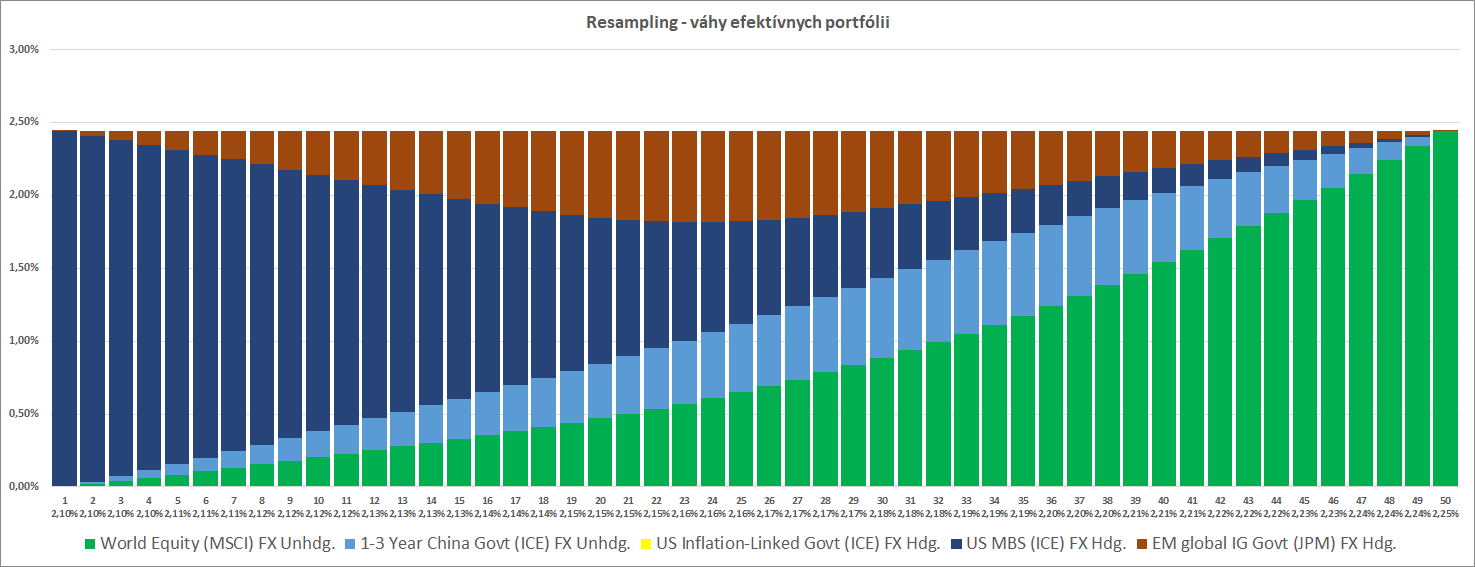 Resampling - váhy efektívnych portfólii
3,00%
2,50%
2,00%
1,50%
1,00%
0,50%
0,00%
1 2 3 4 5 6 7 8 9 10 11 12 13 14 15 16 17 18 19 20 21 22 23 24 25 26 27 28 29 30 31 32 33 34 35 36 37 38 39 40 41 42 43 44 45 46 47 48 49 50
2,10% 2,10% 2,10% 2,10% 2,11% 2,11% 2,11% 2,12% 2,12% 2,12% 2,12% 2,13% 2,13% 2,13% 2,14% 2,14% 2,14% 2,14% 2,15% 2,15% 2,15% 2,16% 2,16% 2,16% 2,16% 2,17% 2,17% 2,17% 2,18% 2,18% 2,18% 2,18% 2,19% 2,19% 2,19% 2,20% 2,20% 2,20% 2,21% 2,21% 2,21% 2,22% 2,22% 2,22% 2,23% 2,23% 2,23% 2,24% 2,24% 2,25%
World Equity (MSCI) FX Unhdg. 1-3 Year China Govt (ICE) FX Unhdg. US Inflation-Linked Govt (ICE) FX Hdg. US MBS (ICE) FX Hdg. EM global IG Govt (JPM) FX Hdg.